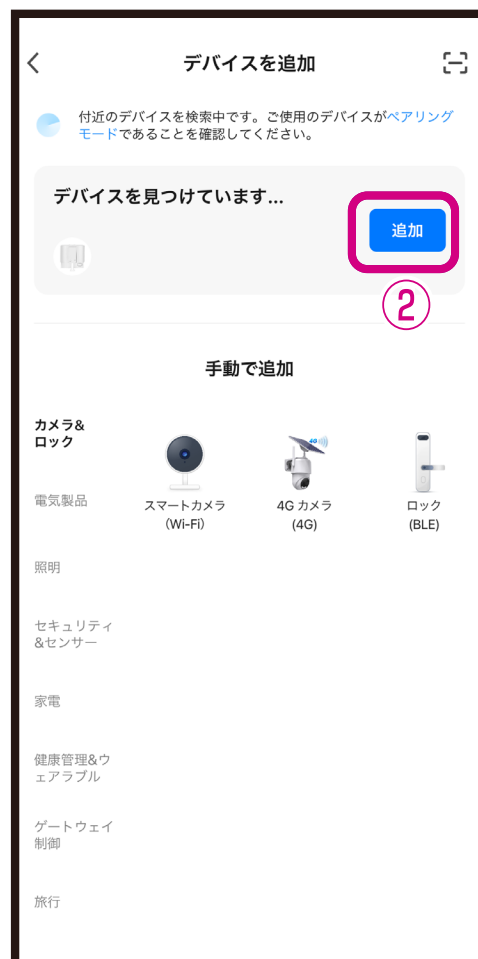 デバイスを追加
付近のデバイスを検索中です。ご使用のデバイスがペアリング
モードであることを確認してください。
デバイスを見つけています...
追加
②
手動で追加
カメラ&
ロック
4G
スマートカメラ
(Wi-Fi)
4G カメラ
(4G)
ロック
(BLE)
電気製品
照明
セキュリティ
&センサー
家電
健康管理&ウ
ェアラブル
ゲートウェイ
制御
旅行